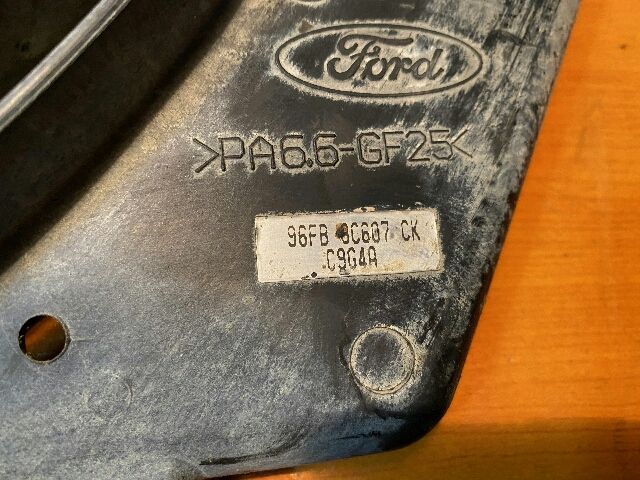 Ford
>PA6.6-GF25<
96FB 8C607 CK
C9G4A